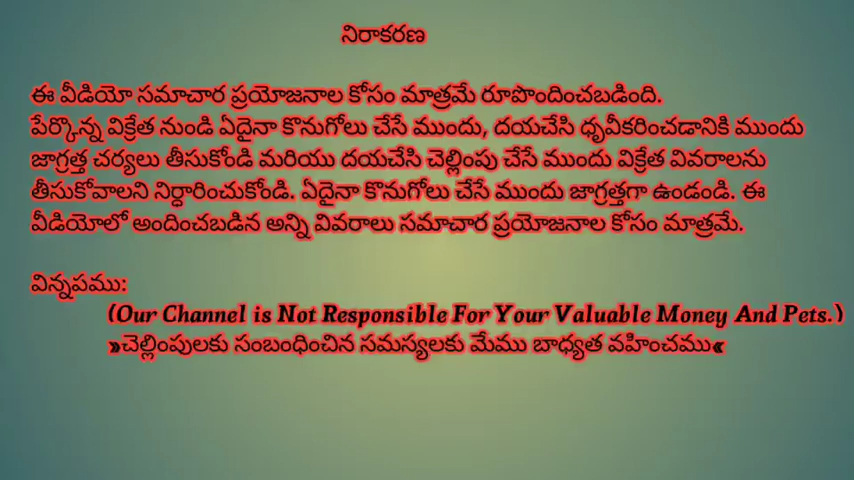 నిరాకరణ
ఈ వీడియో సమాచార ప్రయోజనాల కోసం మాత్రమే రూపొందించబడింది.
పేర్కొన్న విక్రేత నుండి ఏదైనా కొనుగోలు చేసే ముందు, దయచేసి ధృవీకరించడానికి ముందు
జాగ్రత్త చర్యలు తీసుకోండి మరియు దయచేసి చెల్లింపు చేసే ముందు విక్రేత వివరాలను
తీసుకోవాలని నిర్ధారించుకోండి. ఏదైనా కొనుగోలు చేసే ముందు జాగ్రత్తగా ఉండండి. ఈ
వీడియోలో అందించబడిన అన్ని వివరాలు సమాచార ప్రయోజనాల కోసం మాత్రమే.
విన్నపము:
(Our Channel is Not Responsible For Your Valuable Money And Pets.)
»చెల్లింపులకు సంబంధించిన సమస్యలకు మేము బాధ్యత వహించము«